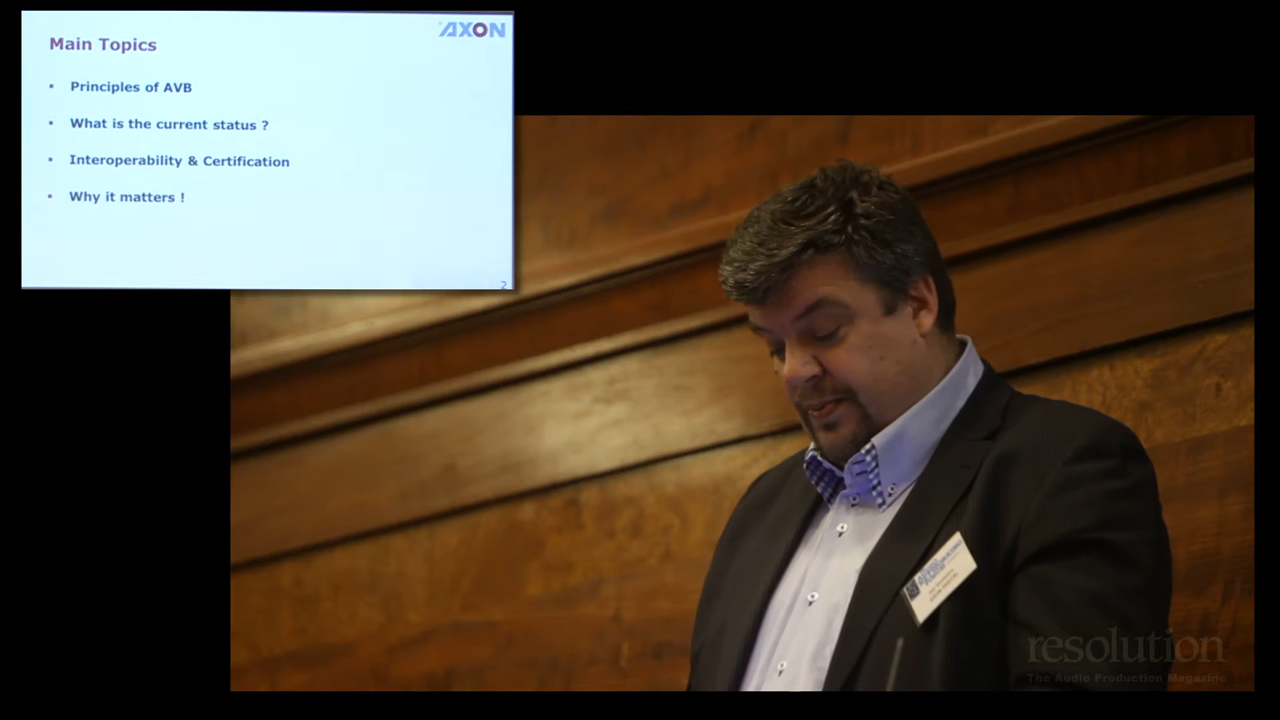 AXON
Main Topics
▪ Principles of AVB
▪ What is the current status ?
▪ Interoperability & Certification
▪ Why it matters !
2
resolution
The Audio Production Magazine